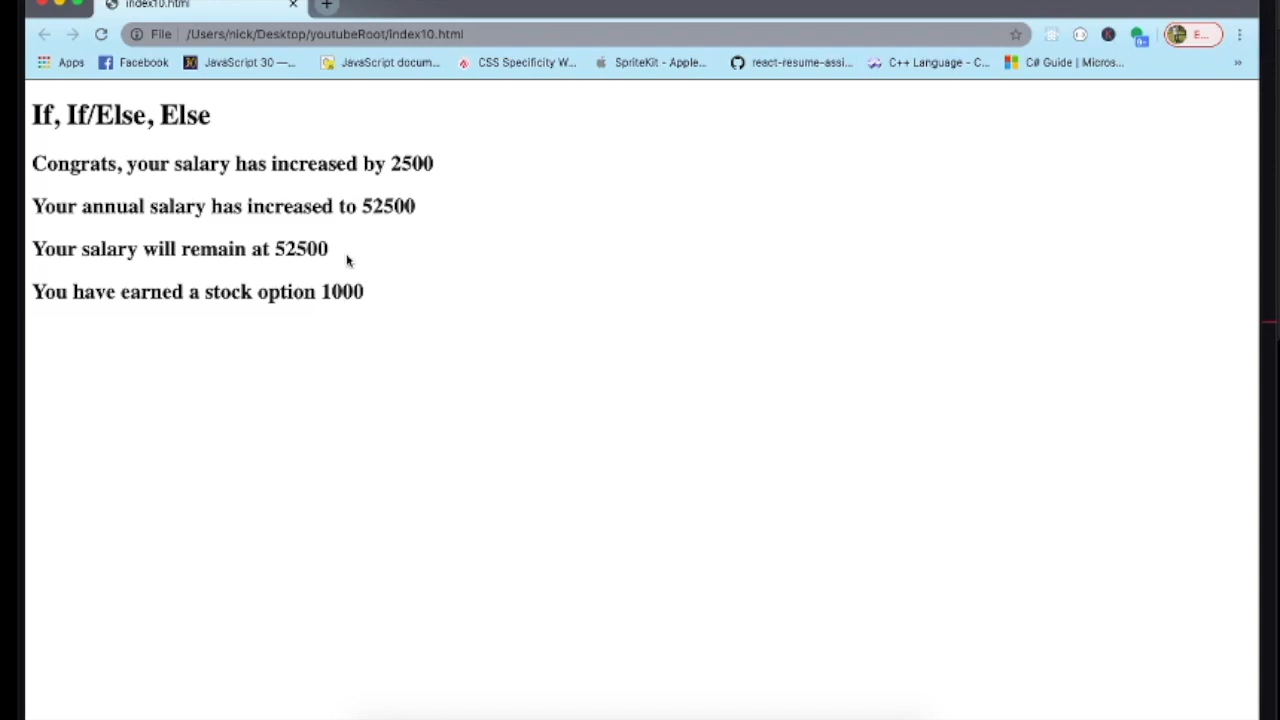 index10.html
File /Users/nick/Desktop/youtubeRoot/index10.html
E...
Apps Facebook JavaScript 30 —... JavaScript docum... CSS Specificity W... SpriteKit - Apple... react-resume-assi... C++ Language - C... C# Guide | Micros... »
If, If/Else, Else
Congrats, your salary has increased by 2500
Your annual salary has increased to 52500
Your salary will remain at 52500
You have earned a stock option 1000